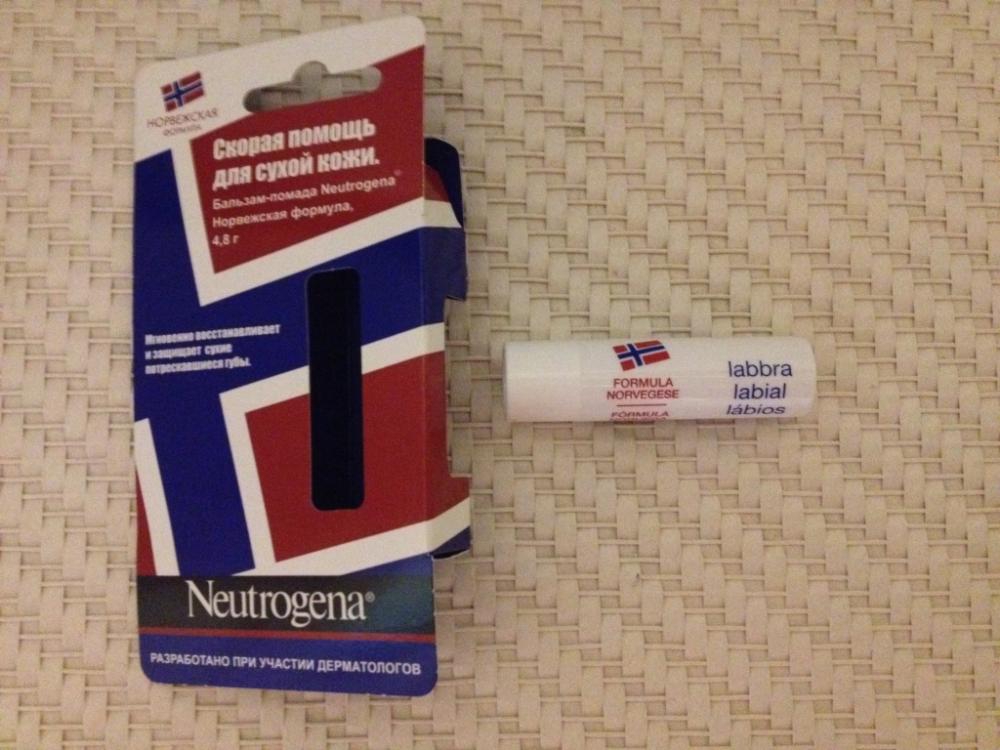 НОРВЕЖСКАЯ
ФОРМУЛА
Скорая помощь
для сухой кожи.
Бальзам-помада Neutrogena®
Норвежская формула,
4,8 г
Мгновенно восстанавливает
и защищает сухие
потрескавшиеся губы.
Neutrogena®
РАЗРАБОТАНО ПРИ УЧАСТИИ ДЕРМАТОЛОГОВ
FORMULA
NORVEGESE
FÓRMULA
labbra
labial
lábios